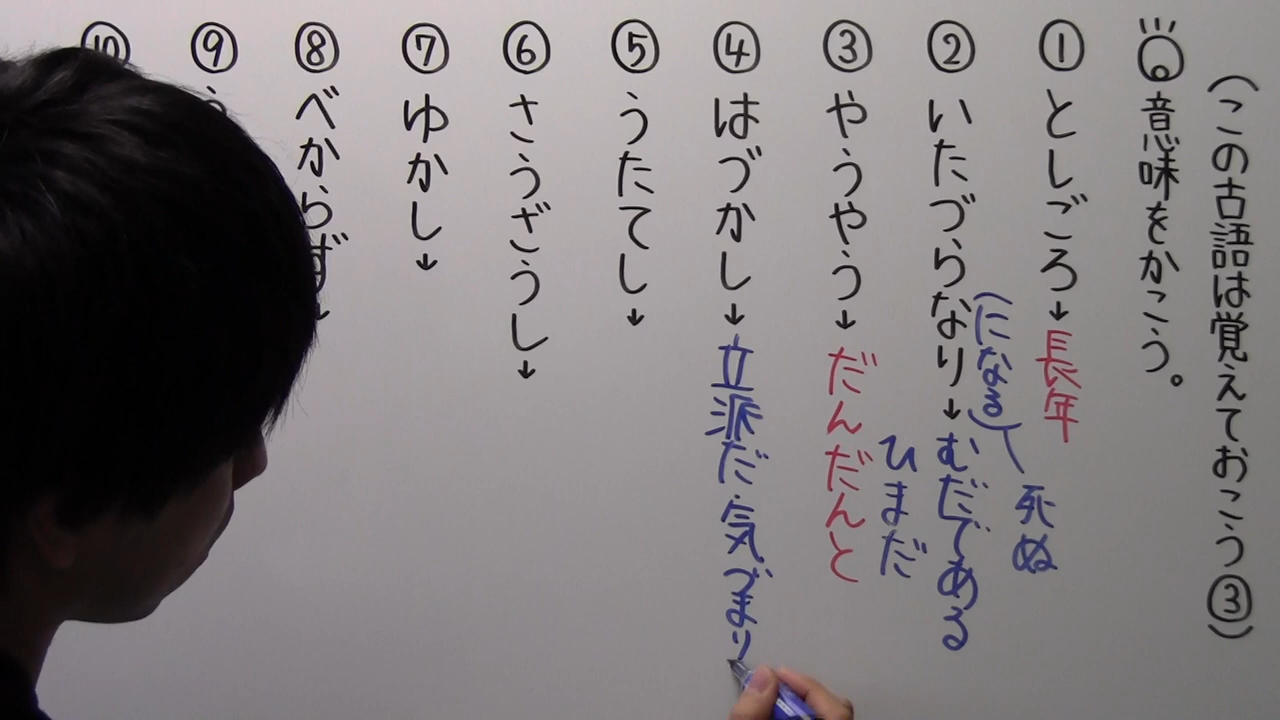 (この古語は覚えておこう③)
意味をかこう。
①としごろ→長年
②いたづらなり→むだである
(になる)
死ぬ
ひまだ
③やうやう→だんだんと
④はづかし→立派だ・気づまり
⑤うたてし→
⑥さうざうし→
⑦ゆかし→
⑧べからず→
⑨
⑩